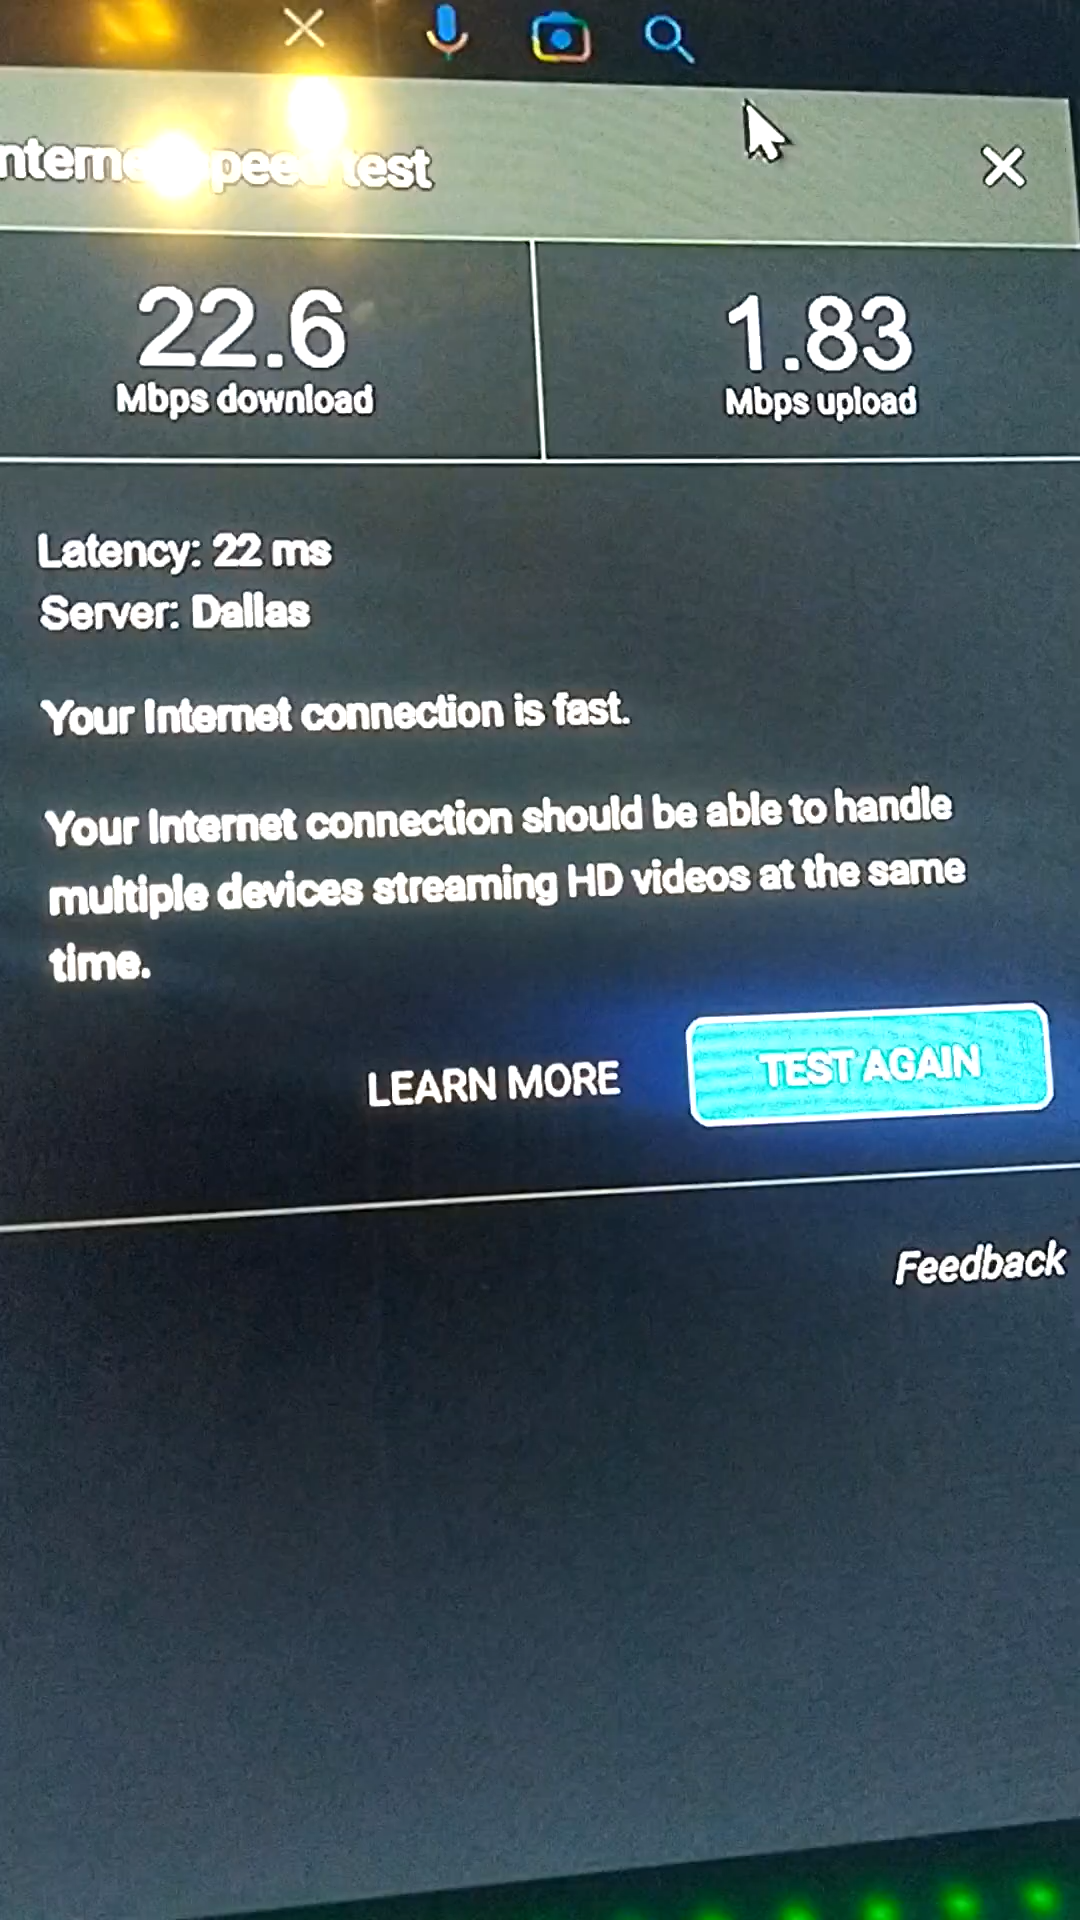 test
22.6
Mbps download
1.83
Mbps upload
Latency: 22 ms
Server: Dallas
Your Internet connection is fast.
Your Internet connection should be able to handle
multiple devices streaming HD videos at the same
time.
LEARN MORE
TEST AGAIN
Feedback